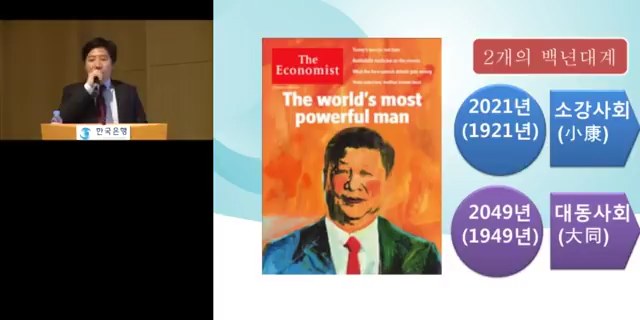 한국은행
The
Economist
The world's most
powerful man
2개의 백년대계
2021년
(1921년)
소강사회
(小康)
2049년
(1949년)
대동사회
(大同)